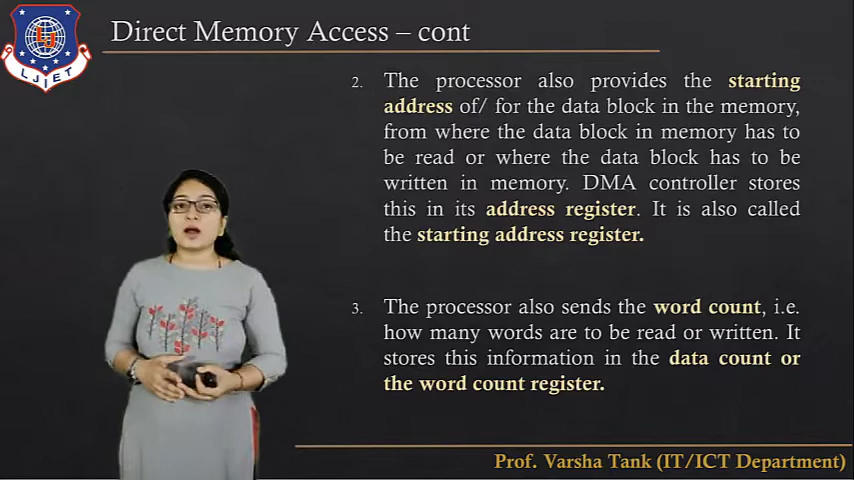 Direct Memory Access – cont
LJIET
2. The processor also provides the starting
address of/ for the data block in the memory,
from where the data block in memory has to
be read or where the data block has to be
written in memory. DMA controller stores
this in its address register. It is also called
the starting address register.
3. The processor also sends the word count, i.e.
how many words are to be read or written. It
stores this information in the data count or
the word count register.
Prof. Varsha Tank (IT/ICT Department)